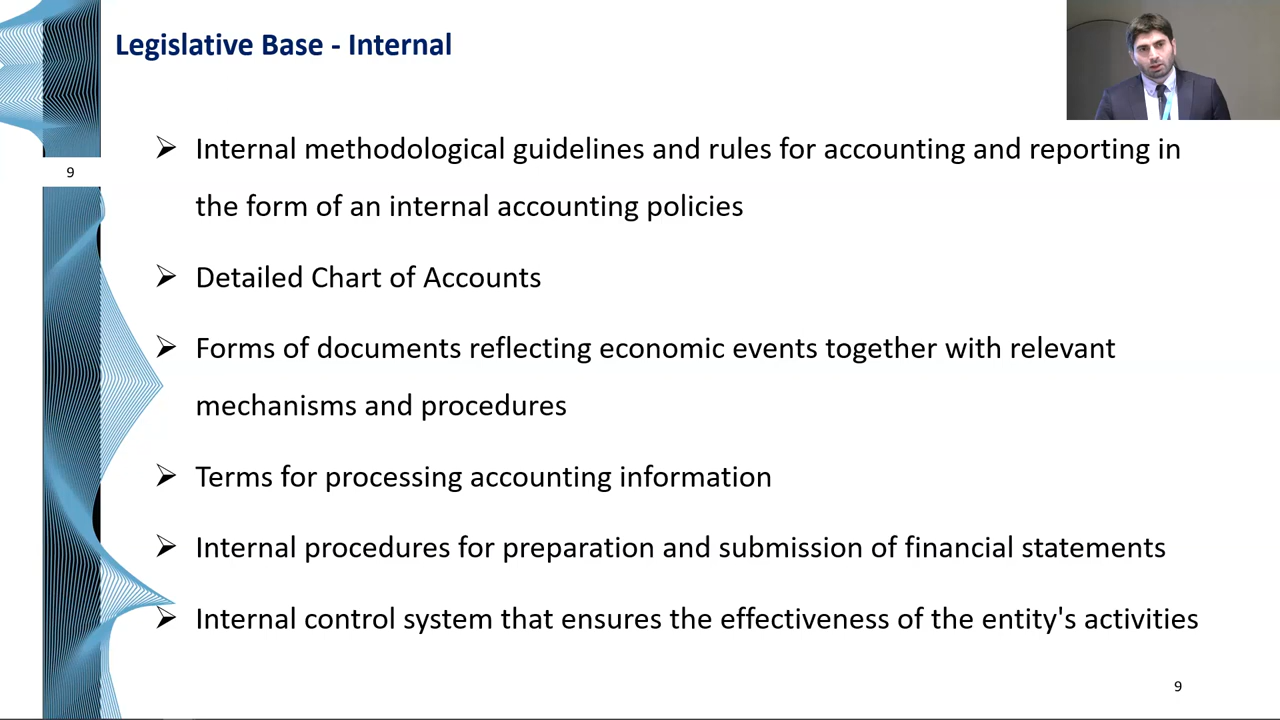 Legislative Base - Internal
9
➢ Internal methodological guidelines and rules for accounting and reporting in
the form of an internal accounting policies
➢ Detailed Chart of Accounts
➢ Forms of documents reflecting economic events together with relevant
mechanisms and procedures
➢ Terms for processing accounting information
➢ Internal procedures for preparation and submission of financial statements
➢ Internal control system that ensures the effectiveness of the entity's activities
9